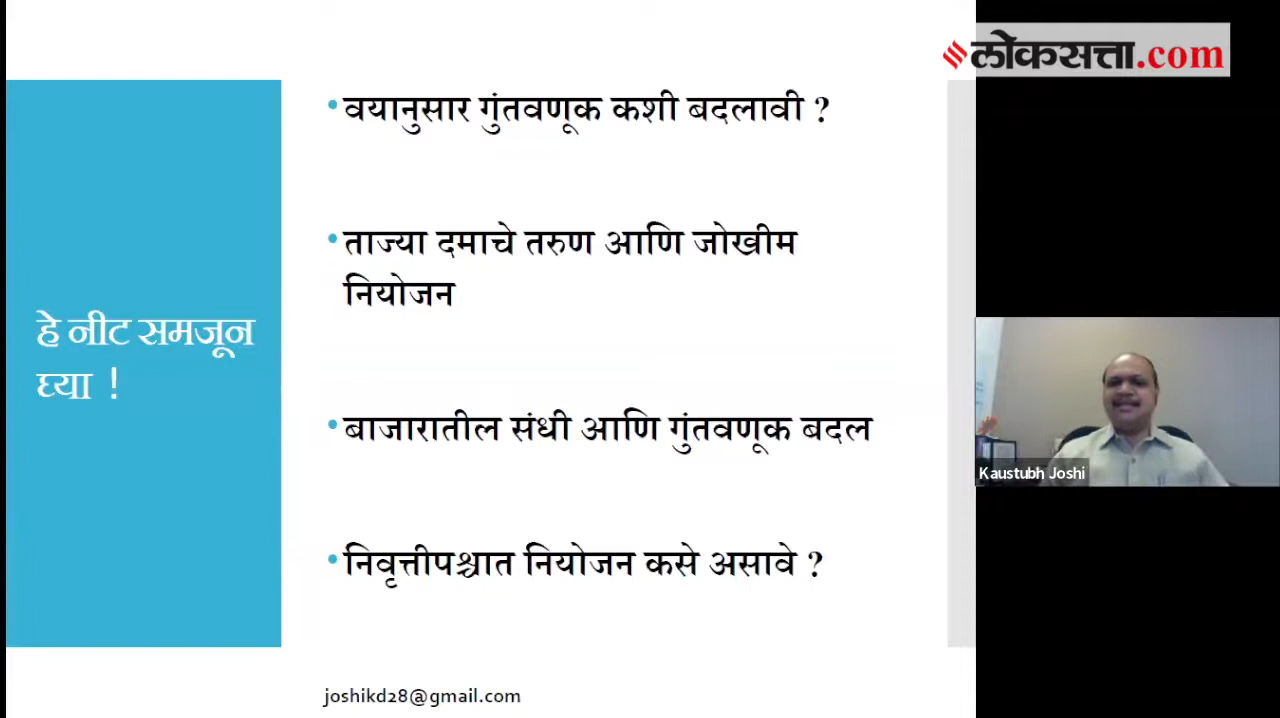 लोकसत्ता.com
• वयानुसार गुंतवणूक कशी बदलावी ?
• ताज्या दमाचे तरुण आणि जोखीम
नियोजन
हे नीट समजून
घ्या !
• बाजारातील संधी आणि गुंतवणूक बदल
• निवृत्तीपश्चात नियोजन कसे असावे ?
Kaustubh Joshi
joshikd28@gmail.com